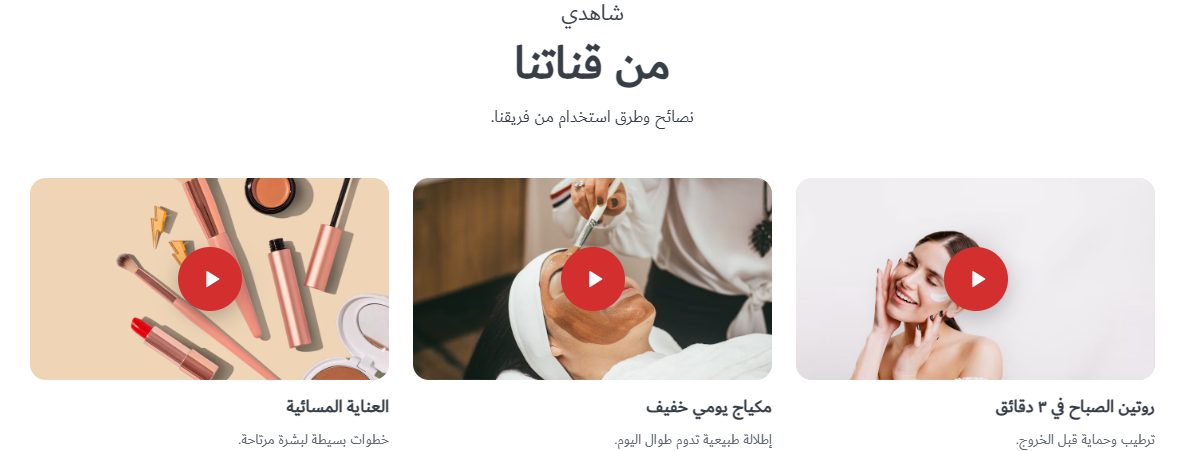 شاهدي
من قناتنا
نصائح وطرق استخدام من فريقنا.
روتين الصباح في ٣ دقائق
ترطيب وحماية قبل الخروج.
مكياج يومي خفيف
إطلالة طبيعية تدوم طوال اليوم.
العناية المسائية
خطوات بسيطة لبشرة مرتاحة.